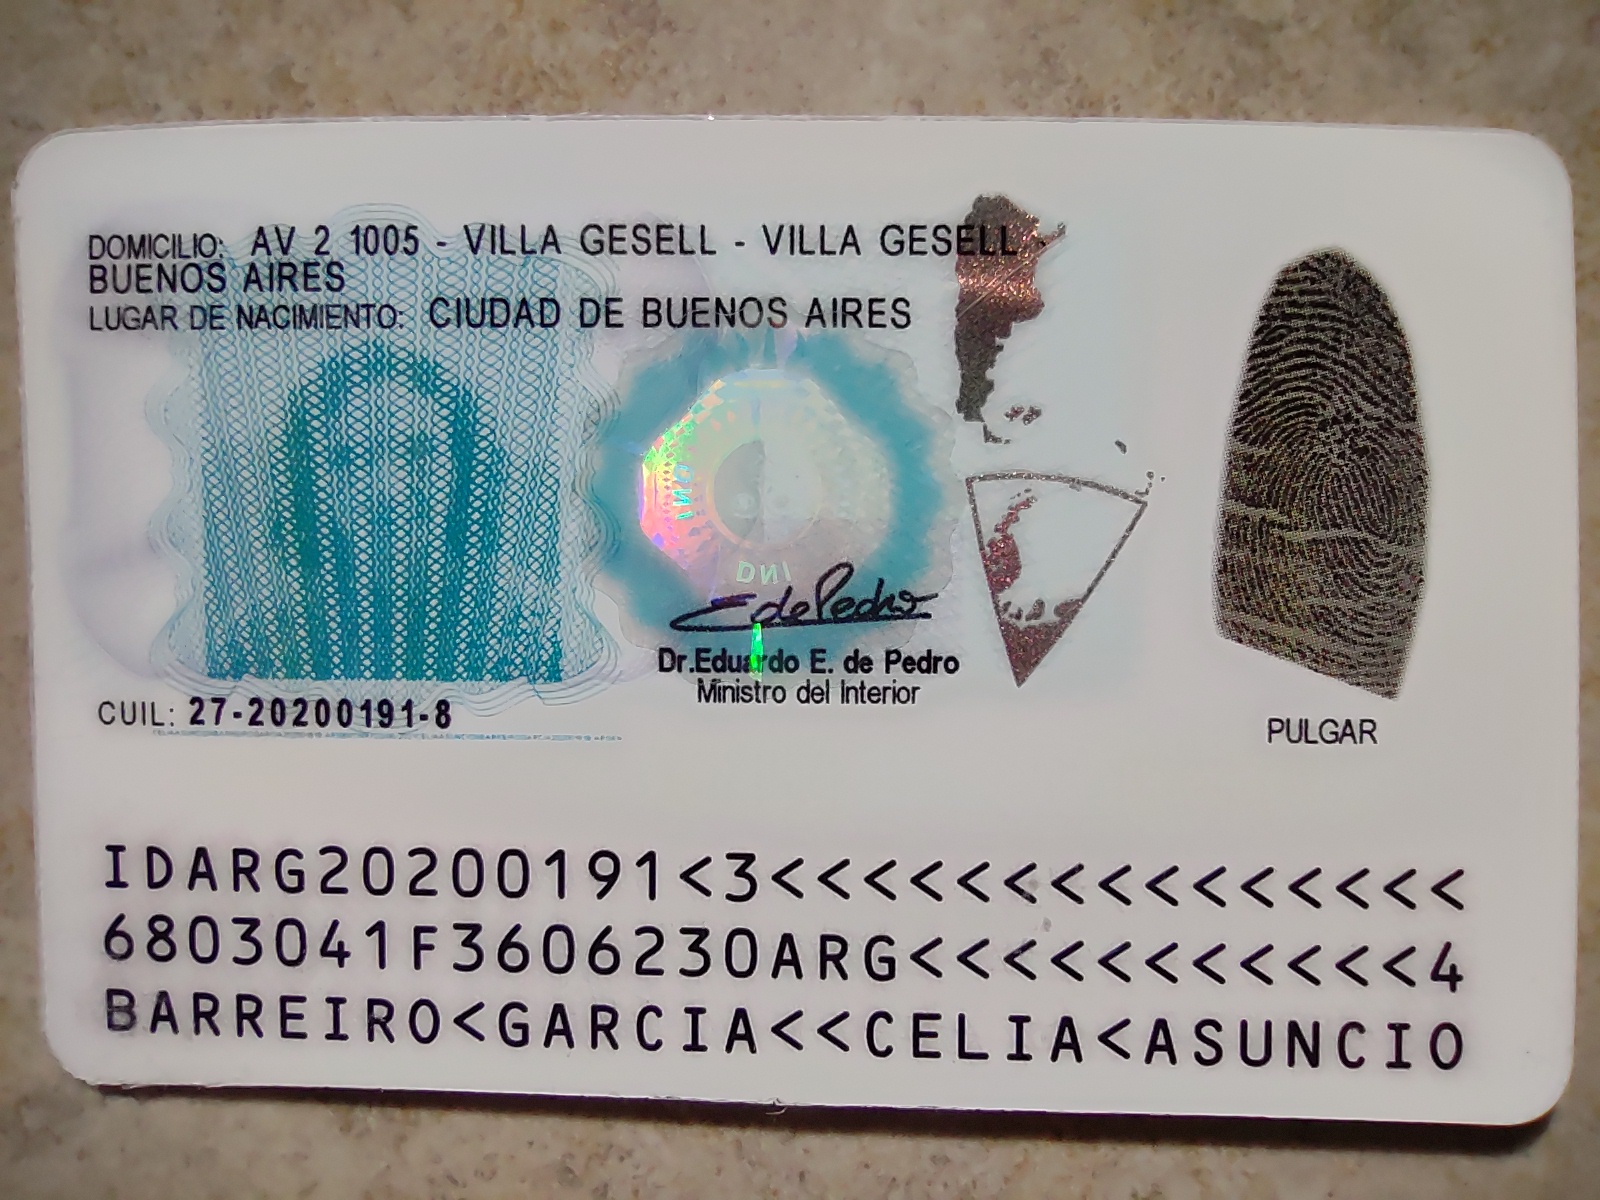 DOMICILIO: AV 2 1005 - VILLA GESELL - VILLA GESELL -
BUENOS AIRES
LUGAR DE NACIMIENTO: CIUDAD DE BUENOS AIRES
DNI
DNI
EdePedro
Dr.Eduardo E. de Pedro
Ministro del Interior
CUIL: 27-20200191-8
PULGAR
IDARG20200191<3<<<<<<<<<<<<<<<
6803041F3606230ARG<<<<<<<<<<<4
BARREIRO<GARCIA<<CELIA<ASUNCIO